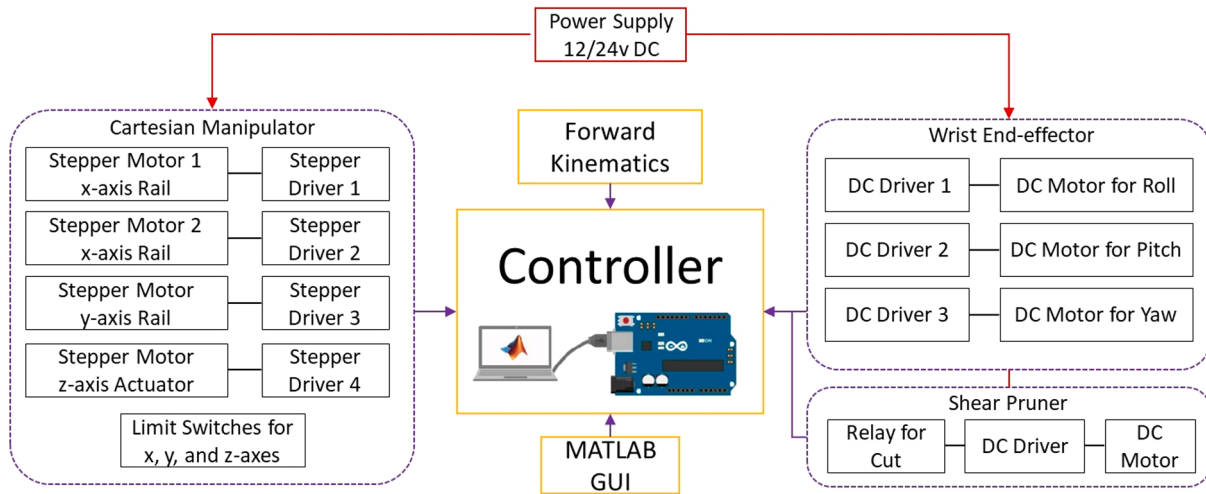 Power Supply
12/24v DC
Cartesian Manipulator
Stepper Motor 1
x-axis Rail
Stepper
Driver 1
Stepper Motor 2
x-axis Rail
Stepper
Driver 2
Stepper Motor
y-axis Rail
Stepper
Driver 3
Stepper Motor
z-axis Actuator
Stepper
Driver 4
Limit Switches for
x, y, and z-axes
Forward
Kinematics
Controller
ON
MATLAB
GUI
Wrist End-effector
DC Driver 1
DC Motor for Roll
DC Driver 2
DC Motor for Pitch
DC Driver 3
DC Motor for Yaw
Shear Pruner
Relay for
Cut
DC Driver
DC
Motor